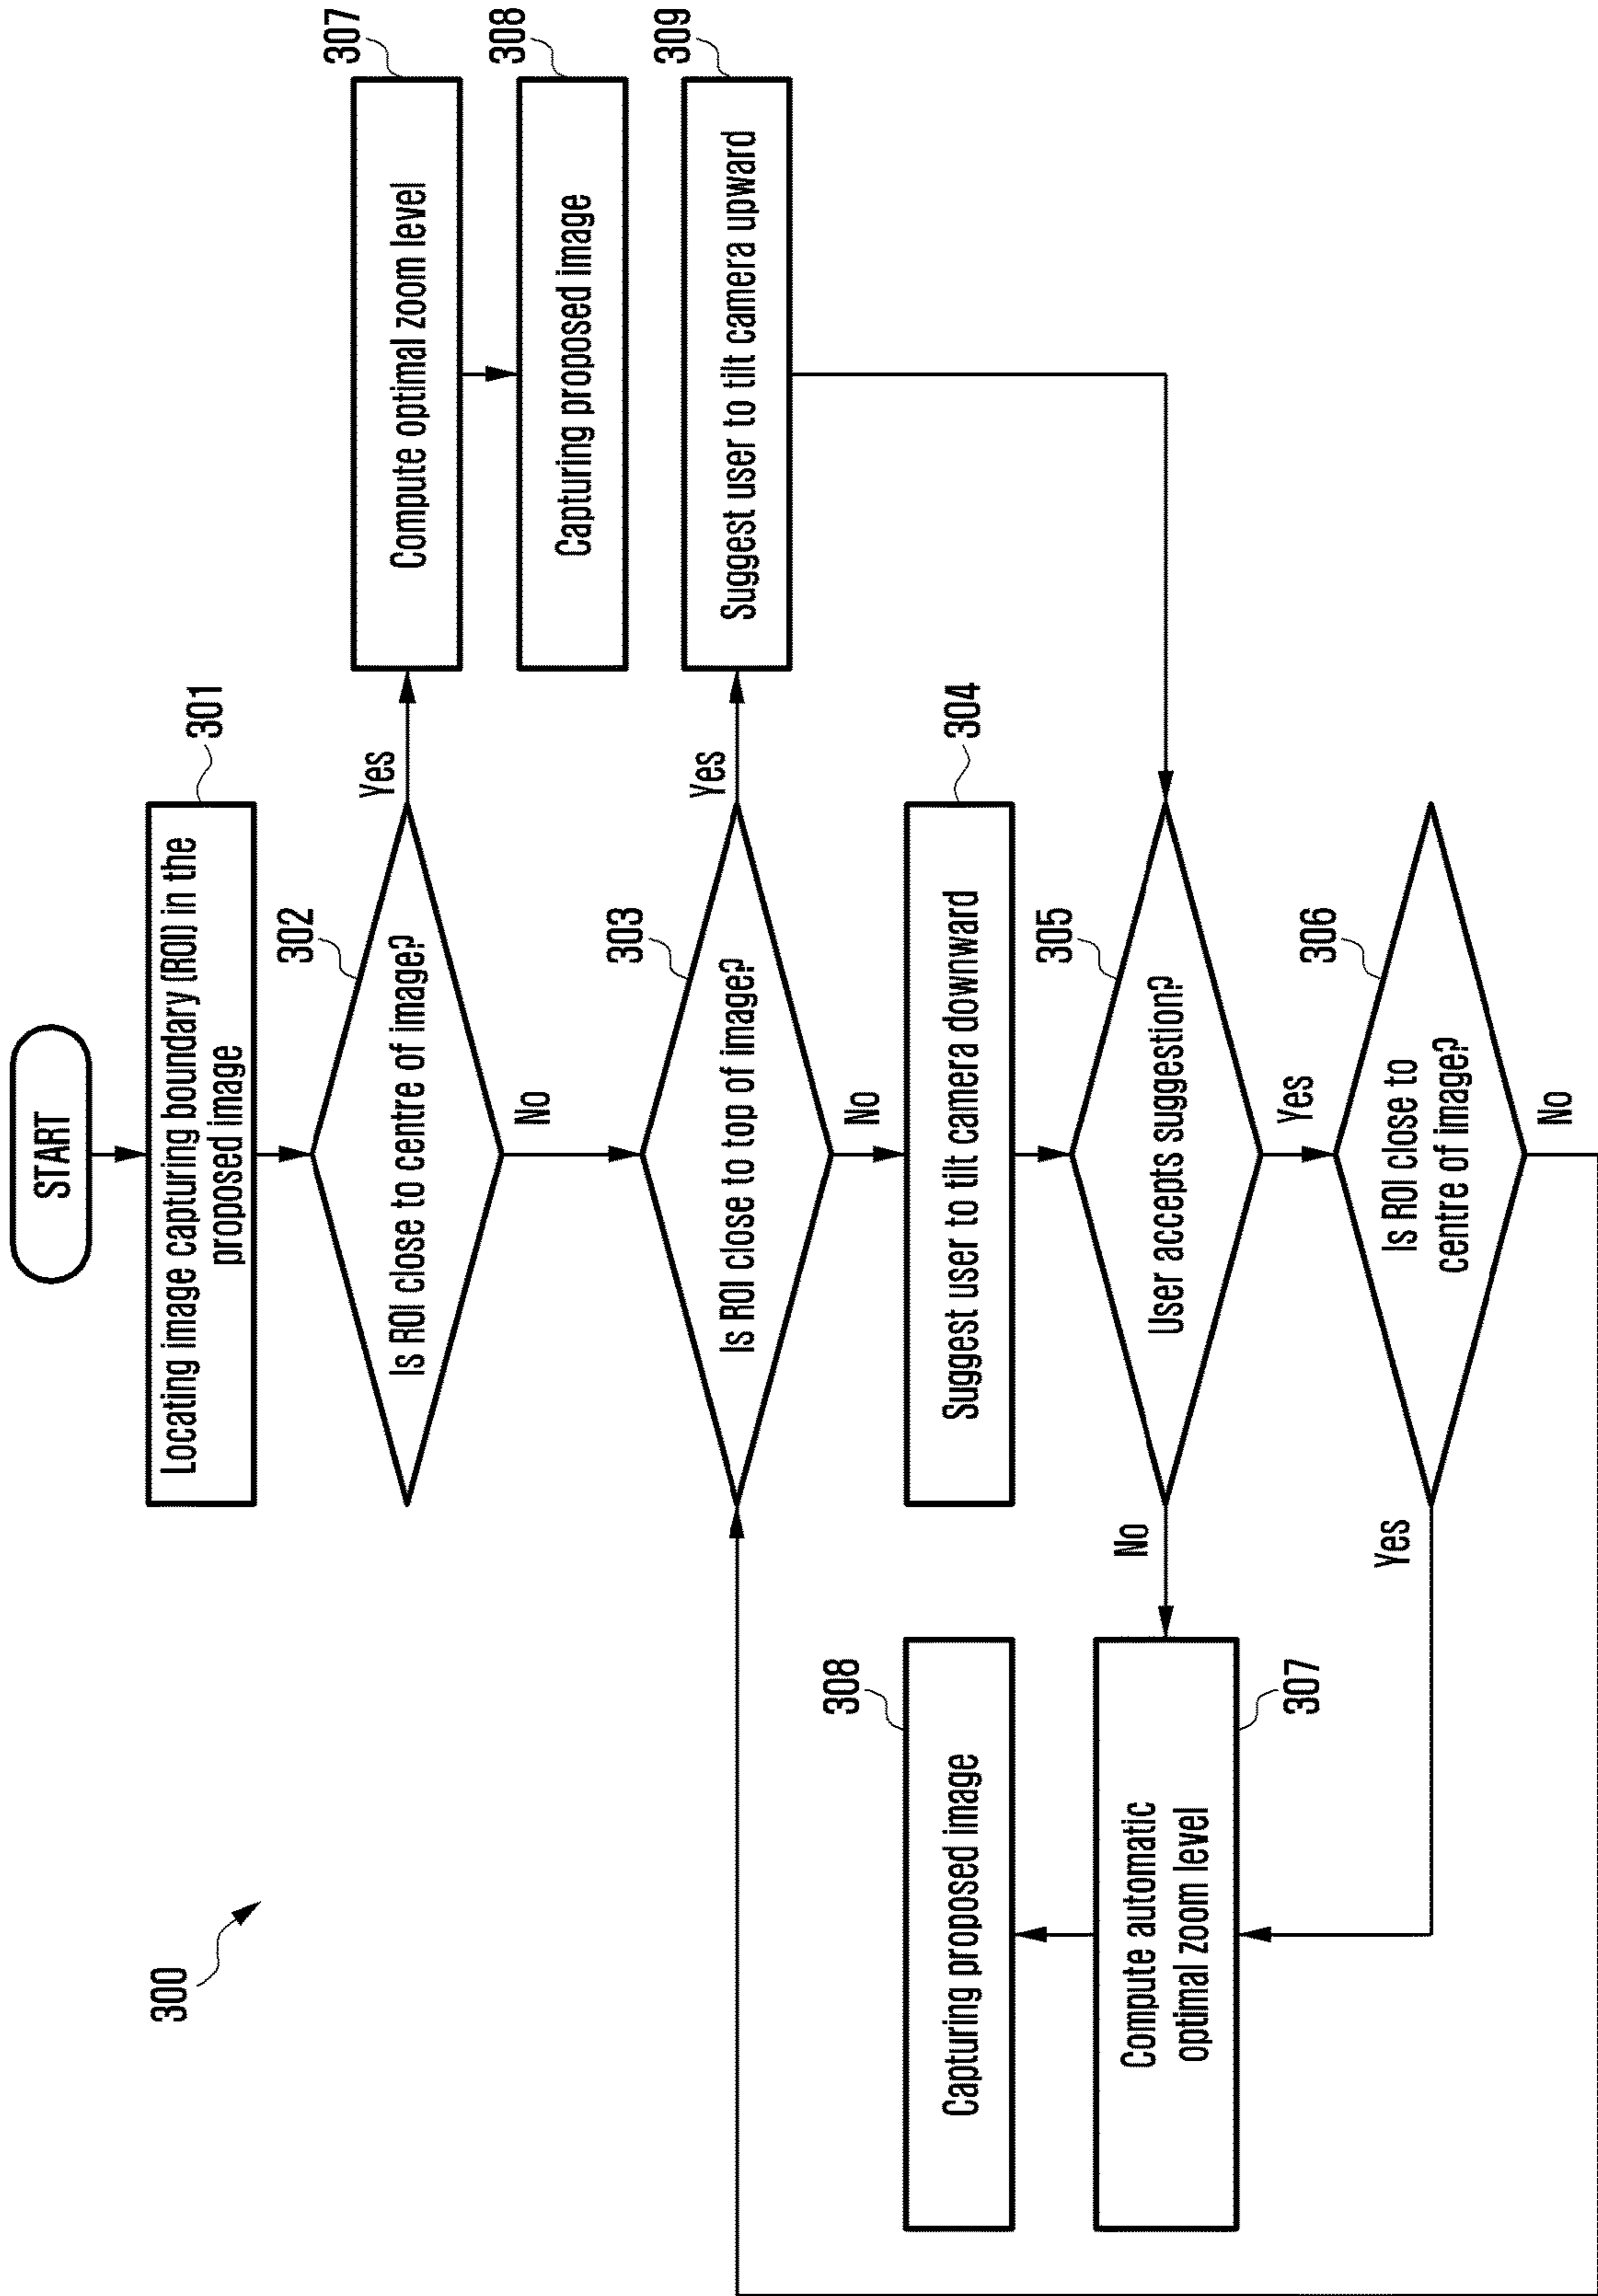 300
START
Locating image capturing boundary (ROI) in the
proposed image
301
Is ROI close to centre of image?
302
Yes
No
Compute optimal zoom level
307
Capturing proposed image
308
Is ROI close to top of image?
303
Yes
No
Suggest user to tilt camera upward
309
Suggest user to tilt camera downward
304
User accepts suggestion?
305
No
Yes
Capturing proposed image
308
Compute automatic
optimal zoom level
307
Is ROI close to
centre of image?
306
Yes
No